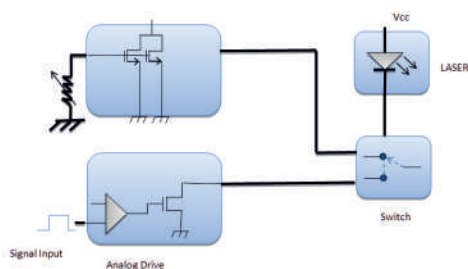 Vcc
LASER
Switch
Signal Input
Analog Drive